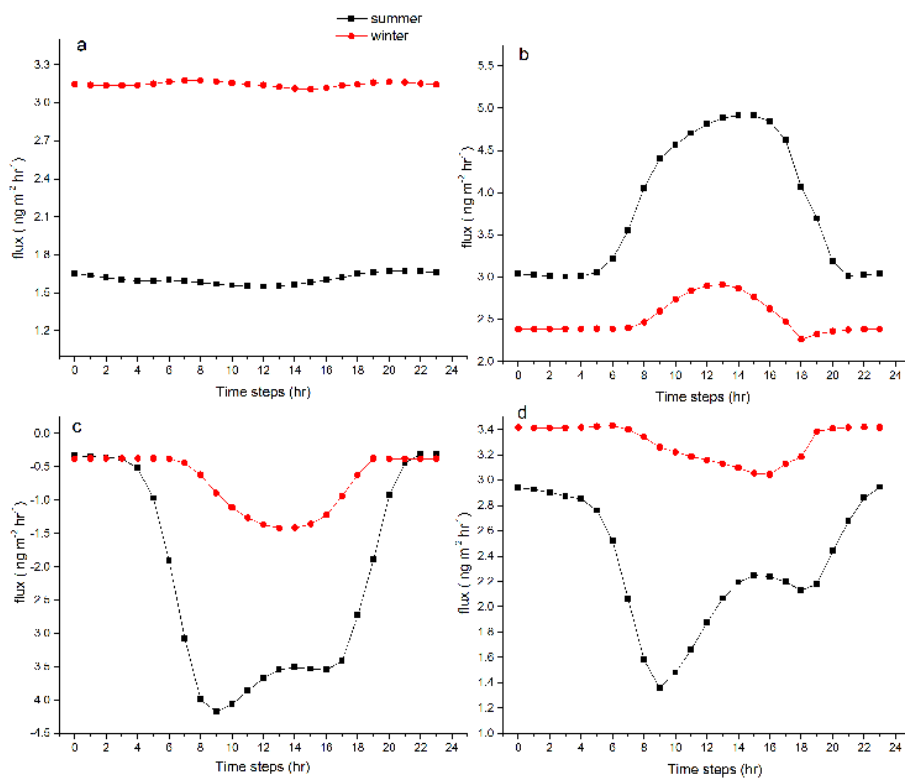 summer
winter
a
3.3
3.0
2.7
2.4
2.1
1.8
1.5
1.2
flux ( ng m⁻² hr⁻¹)
0 2 4 6 8 10 12 14 16 18 20 22 24
Time steps (hr)
b
5.5
5.0
4.5
4.0
3.5
3.0
2.5
2.0
flux ( ng m⁻² hr⁻¹)
0 2 4 6 8 10 12 14 16 18 20 22 24
Time steps (hr)
c
0.0
-0.5
-1.0
-1.5
-2.0
-2.5
-3.0
-3.5
-4.0
-4.5
flux ( ng m⁻² hr⁻¹)
0 2 4 6 8 10 12 14 16 18 20 22 24
Time steps (hr)
d
3.4
3.2
3.0
2.8
2.6
2.4
2.2
2.0
1.8
1.6
1.4
1.2
1.0
flux ( ng m⁻² hr⁻¹)
0 2 4 6 8 10 12 14 16 18 20 22 24
Time steps (hr)